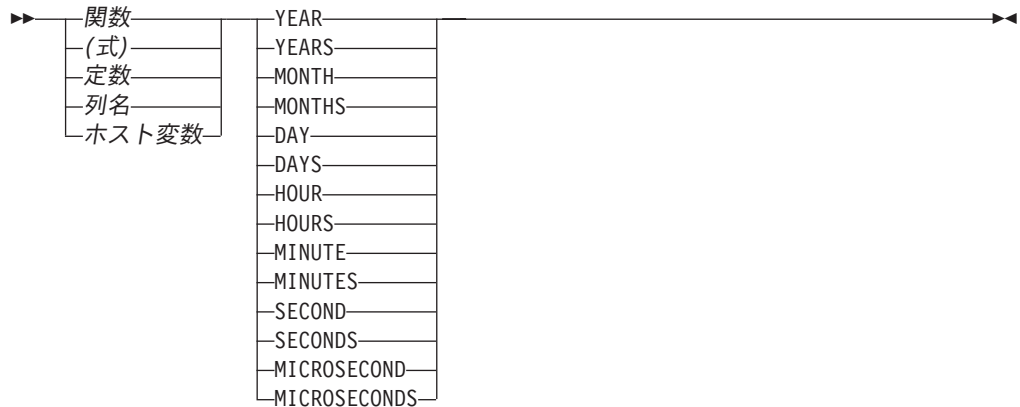 関数 YEAR
(式) YEARS
定数 MONTH
列名 MONTHS
ホスト変数 DAY
DAYS
HOUR
HOURS
MINUTE
MINUTES
SECOND
SECONDS
MICROSECOND
MICROSECONDS